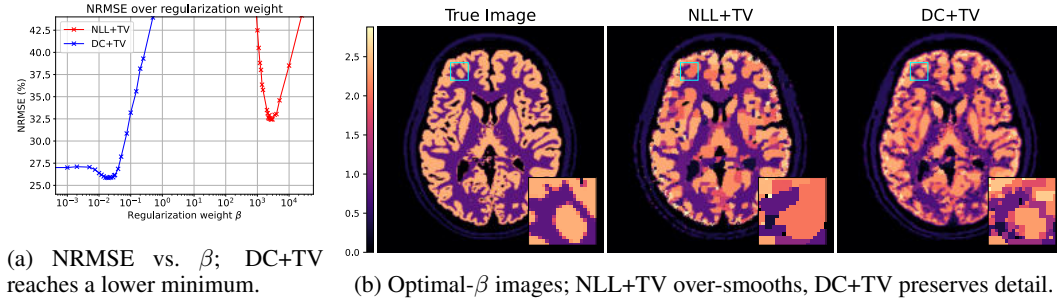 NRMSE over regularization weight
NRMSE (%)
42.5
40.0
37.5
35.0
32.5
30.0
27.5
25.0
NLL+TV
DC+TV
10⁻³ 10⁻² 10⁻¹ 10⁰ 10¹ 10² 10³ 10⁴
Regularization weight β
(a) NRMSE vs. β; DC+TV
reaches a lower minimum.
True Image NLL+TV DC+TV
2.5
2.0
1.5
1.0
0.5
0.0
(b) Optimal-β images; NLL+TV over-smooths, DC+TV preserves detail.